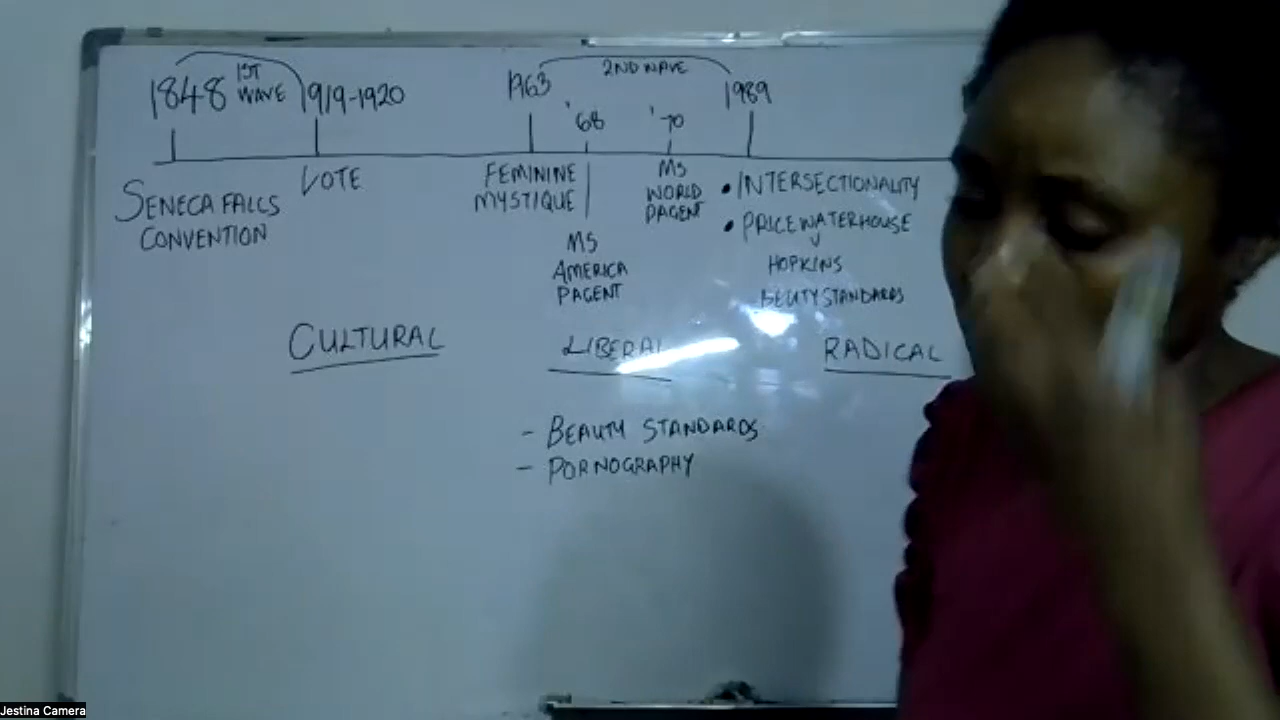 1848 1ST WAVE 1919-1920
1963 2ND WAVE 1989
'68 '70
SENECA FALLS
CONVENTION
VOTE
FEMININE
MYSTIQUE
MS
AMERICA
PAGENT
MS
WORLD
PAGENT
• INTERSECTIONALITY
• PRICEWATERHOUSE
V
HOPKINS
BEUTY STANDARDS
CULTURAL
LIBERAL
RADICAL
- BEAUTY STANDARDS
- PORNOGRAPHY
Jestina Camera